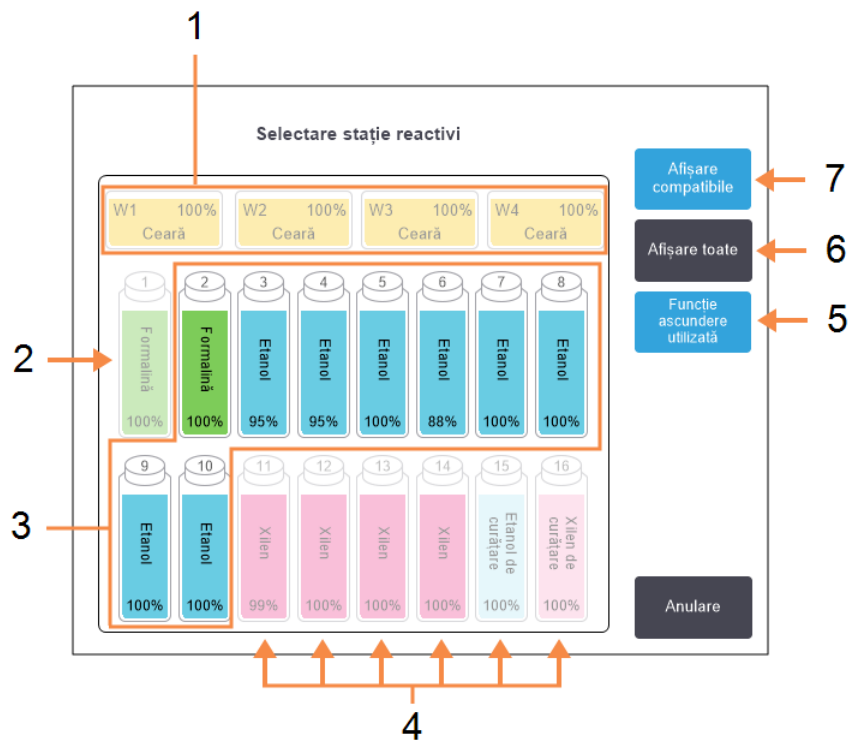 1
Selectare stație reactivi
Afișare
compatibile
7
W1 100%
Ceară
W2 100%
Ceară
W3 100%
Ceară
W4 100%
Ceară
Afișare toate
6
Funcție
ascundere
utilizată
5
2
1
Formalină
100%
2
Formalină
100%
3
Etanol
95%
4
Etanol
95%
5
Etanol
100%
6
Etanol
88%
7
Etanol
100%
8
Etanol
100%
3
9
Etanol
100%
10
Etanol
100%
11
Xilen
99%
12
Xilen
100%
13
Xilen
100%
14
Xilen
100%
15
Etanol de
curățare
100%
16
Xilen de
curățare
100%
Anulare
4